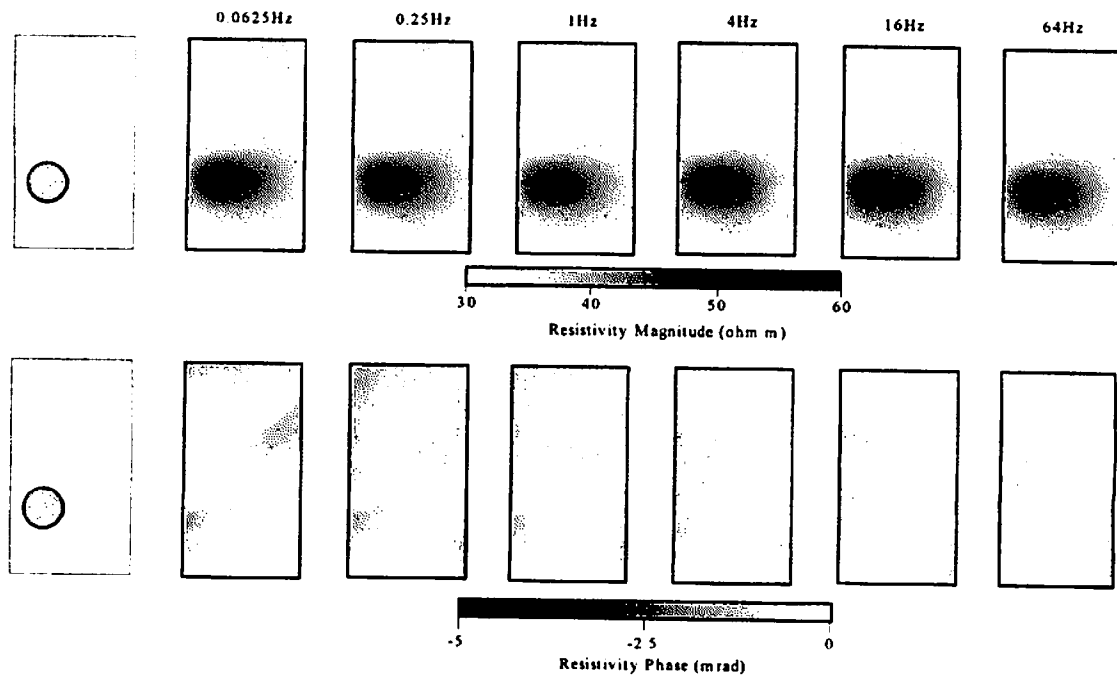 0.0625Hz 0.25Hz 1Hz 4Hz 16Hz 64Hz
30 40 50 60
Resistivity Magnitude (ohm m)
-5 -2 5 0
Resistivity Phase (mrad)